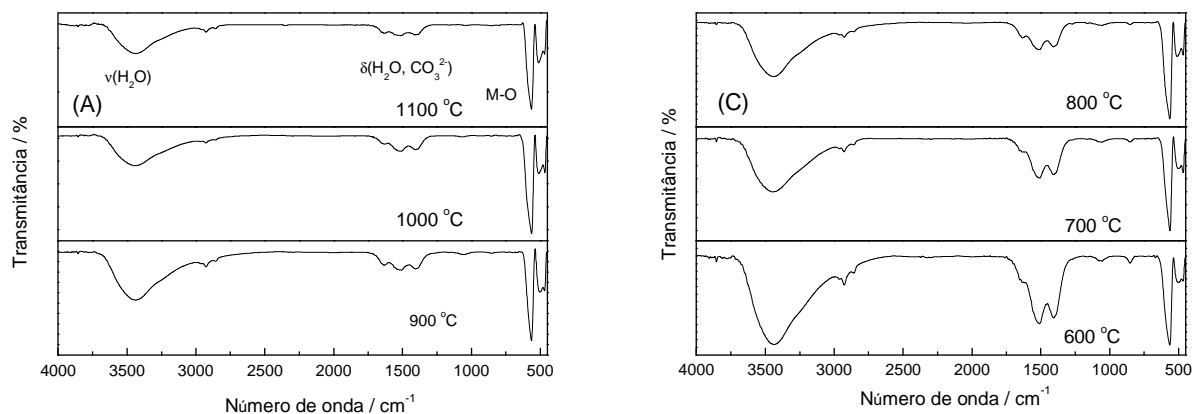 ν(H₂O)
δ(H₂O, CO₃²⁻)
M-O
(A)
1100 °C
1000 °C
900 °C
Transmitância / %
4000 3500 3000 2500 2000 1500 1000 500
Número de onda / cm⁻¹
(C)
800 °C
700 °C
600 °C
Transmitância / %
4000 3500 3000 2500 2000 1500 1000 500
Número de onda / cm⁻¹